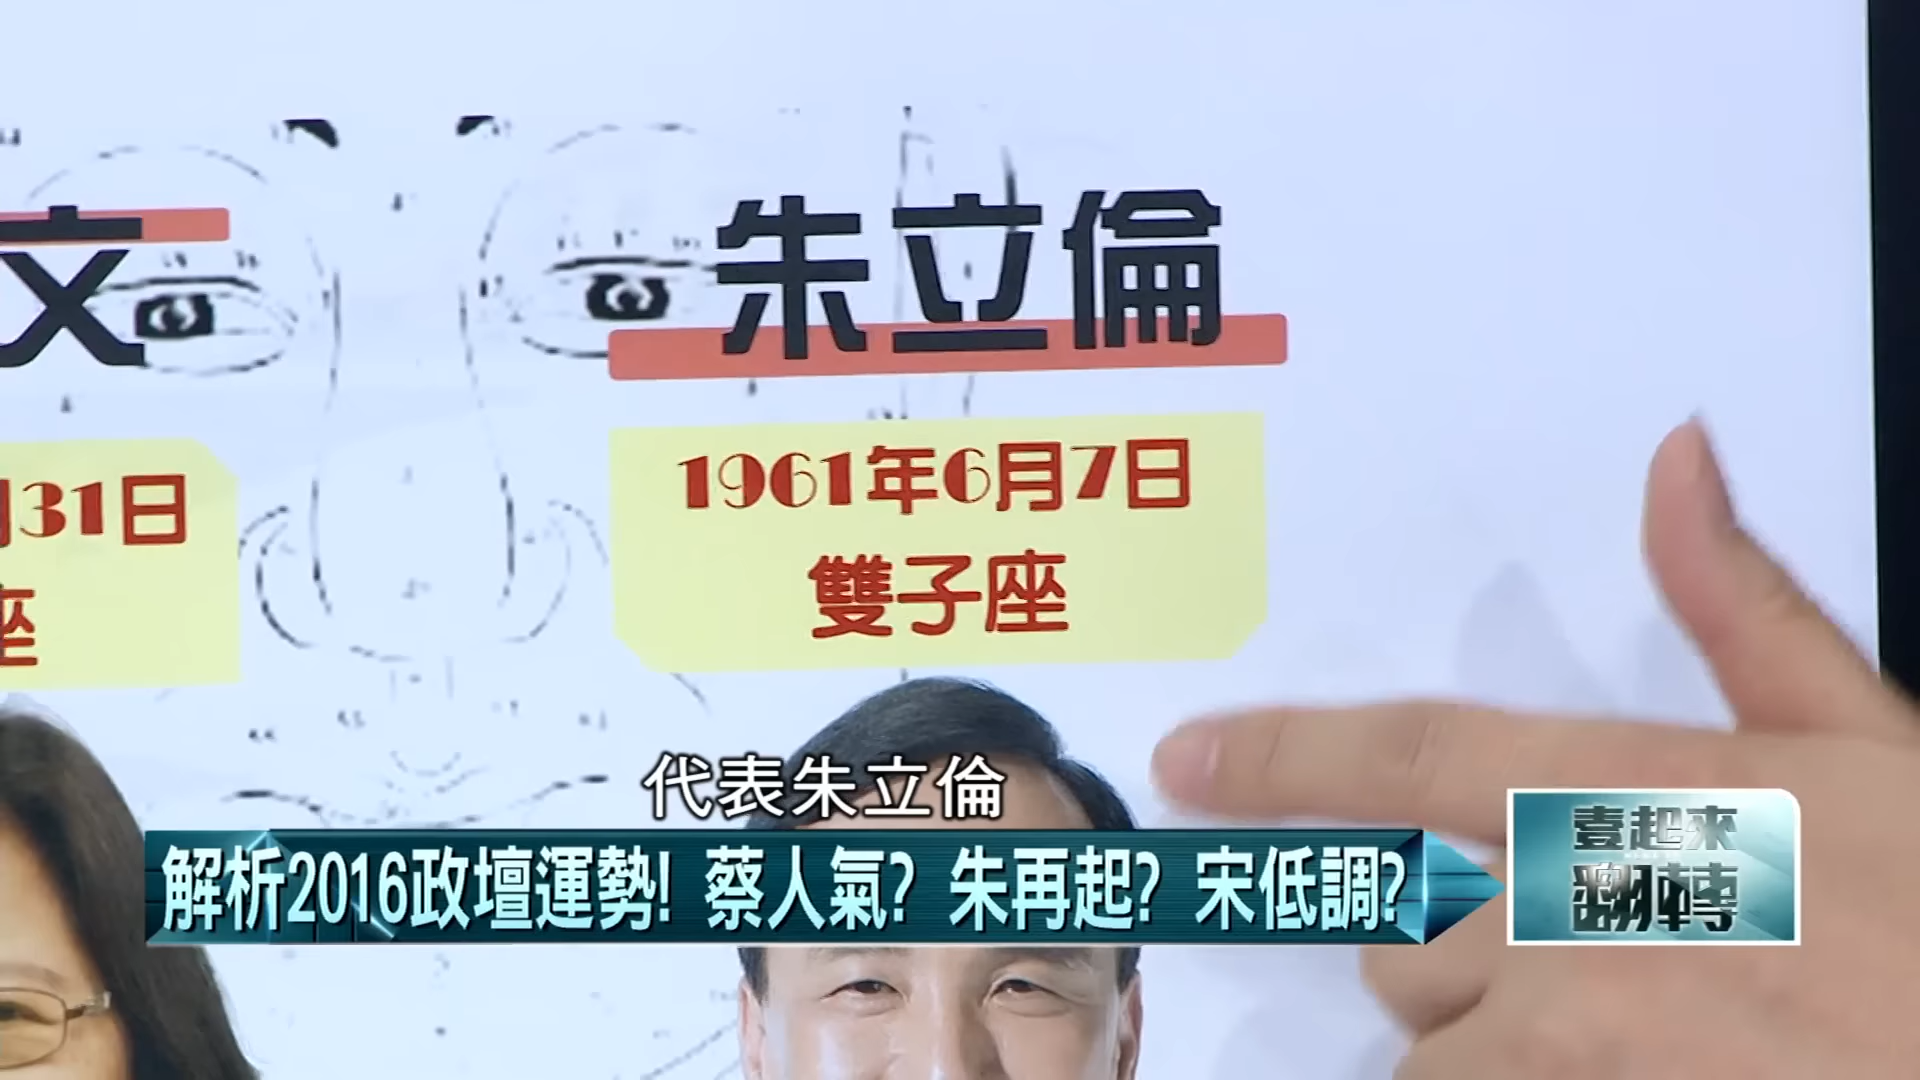 文
朱立倫
31日
座
1961年6月7日
雙子座
代表朱立倫
解析2016政壇運勢! 蔡人氣? 朱再起? 宋低調?
壹起來
翻轉